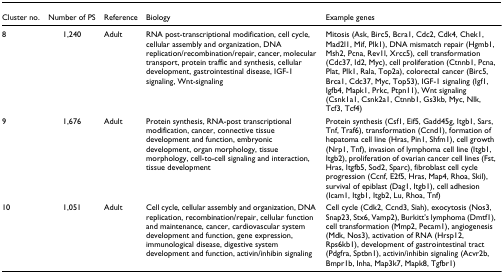 Cluster no. Number of PS Reference Biology Example genes
8 1,240 Adult RNA post-transcriptional modification, cell cycle, Mitosis (Ask, Birc5, Bcra1, Cdc2, Cdk4, Chek1,
cellular assembly and organization, DNA Mad2l1, Mif, Plk1), DNA mismatch repair (Hgmb1,
replication/recombination/repair, cancer, molecular Msh2, Pcna, Rev1l, Xrcc5), cell transformation
transport, protein traffic and synthesis, cellular (Cdc37, Id2, Myc), cell proliferation (Ctnnb1, Pcna,
development, gastrointestinal disease, IGF-1 Plat, Plk1, Rala, Top2a), colorectal cancer (Birc5,
signaling, Wnt-signaling Brca1, Cdc37, Myc, Top53), IGF-1 signaling (Igf1,
Igfb4, Mapk1, Prkc, Ptpn11), Wnt signaling
(Csnk1a1, Csnk2a1, Ctnnb1, Gs3kb, Myc, Nlk,
Tcf3, Tcf4)
9 1,676 Adult Protein sybthesis, RNA-post transcriptional Protein synthesis (Csf1, Eif5, Gadd45g, Itgb1, Sars,
modification, cancer, connective tissue Tnf, Traf6), transformation (Ccnd1), formation of
development and function, embryonic hepatoma cell line (Hras, Pin1, Shfm1), cell growth
development, organ morphology, tissue (Nrp1, Tnf), invasion of lymphoma cell line (Itgb1,
morphology, cell-to-cell signaling and interaction, Itgb2), proliferation of ovarian cancer cell lines (Fst,
tissue development Hras, Itgfb5, Sod2, Sparc), fibroblast cell cycle
progression (Ccnf, E2f5, Hras, Map4, Rhoa, Skil),
survival of epiblast (Dag1, Itgb1), cell adhesion
(Icam1, Itgb1, Itgb2, Lu, Rhoa, Tnf)
10 1,051 Adult Cell cycle, cellular assembly and organization, DNA Cell cycle (Cdk2, Ccnd3, Siah), exocytosis (Nos3,
replication, recombination/repair, cellular function Snap23, Stx6, Vamp2), Burkitt's lymphoma (Dmtf1),
and maintenance, cancer, cardiovascular system cell transformation (Mmp2, Pecam1), angiogenesis
development and function, gene expression, (Mdk, Nos3), activation of RNA (Hrsp12,
immunological disease, digestive system Rps6kb1), development of gastrointestinal tract
development and function, activin/inhibin signaling (Pdgfra, Sptbn1), activin/inhibin signaling (Acvr2b,
Bmpr1b, Inha, Map3k7, Mapk8, Tgfbr1)